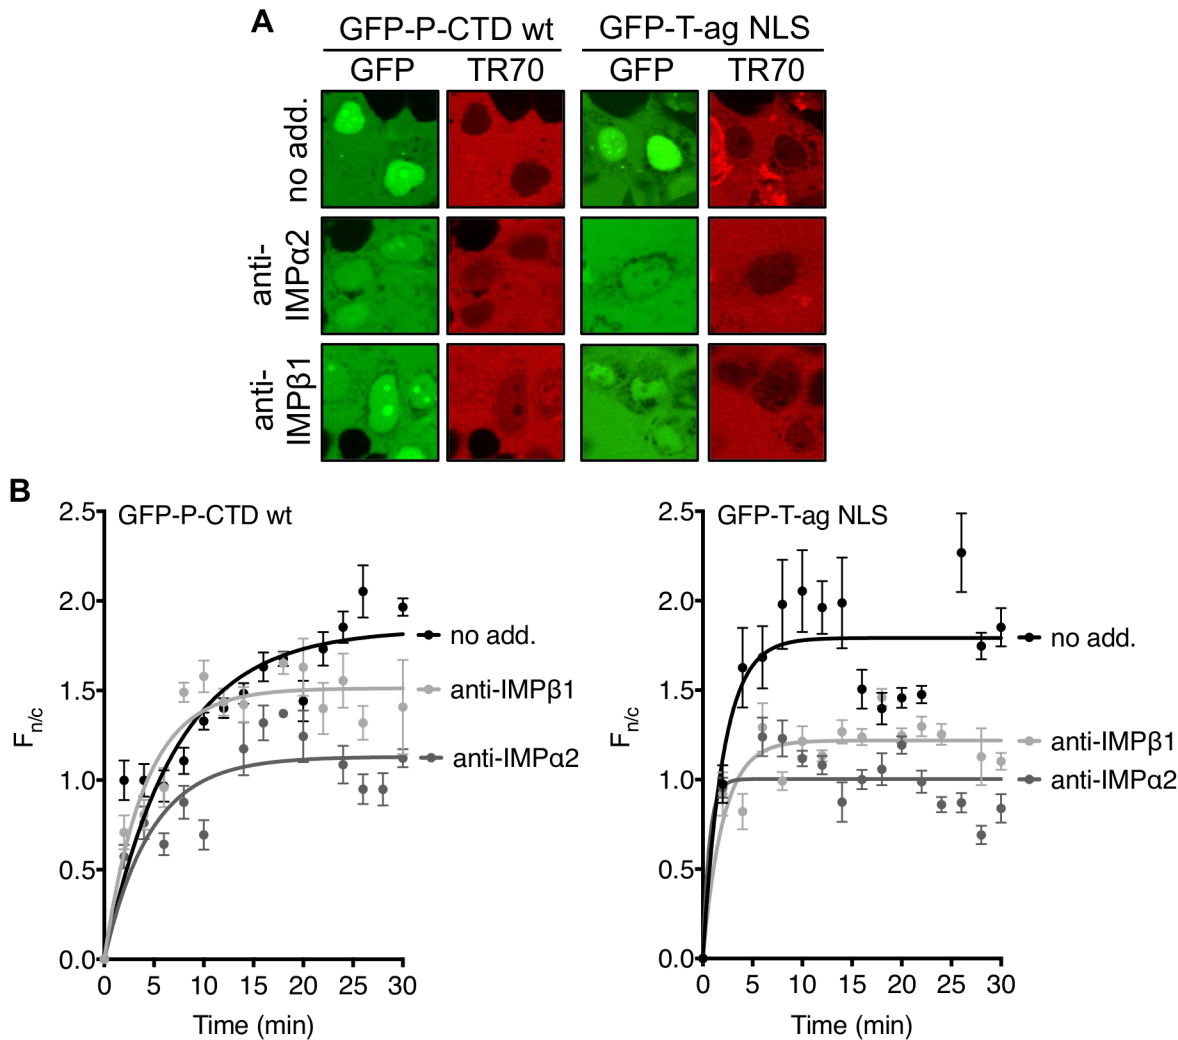 A
GFP-P-CTD wt GFP-T-ag NLS
GFP TR70 GFP TR70
no add.
anti-
IMPα2
anti-
IMPβ1
B
GFP-P-CTD wt
2.5
2.0
1.5
1.0
0.5
0.0
F n/c
0 5 10 15 20 25 30
Time (min)
no add.
anti-IMPβ1
anti-IMPα2
GFP-T-ag NLS
2.5
2.0
1.5
1.0
0.5
0.0
F n/c
0 5 10 15 20 25 30
Time (min)
no add.
anti-IMPβ1
anti-IMPα2